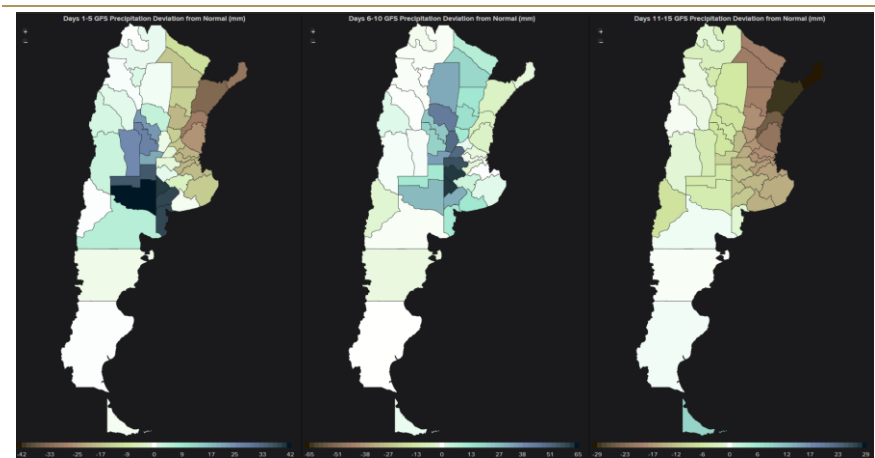 Days 1-5 GFS Precipitation Deviation from Normal (mm)
Days 6-10 GFS Precipitation Deviation from Normal (mm)
Days 11-15 GFS Precipitation Deviation from Normal (mm)
+
−
+
−
+
−
-42 -33 -25 -17 -9 0 9 17 25 33 42
-65 -51 -38 -27 -13 0 13 27 38 51 65
-29 -23 -17 -12 -6 0 6 12 17 23 29